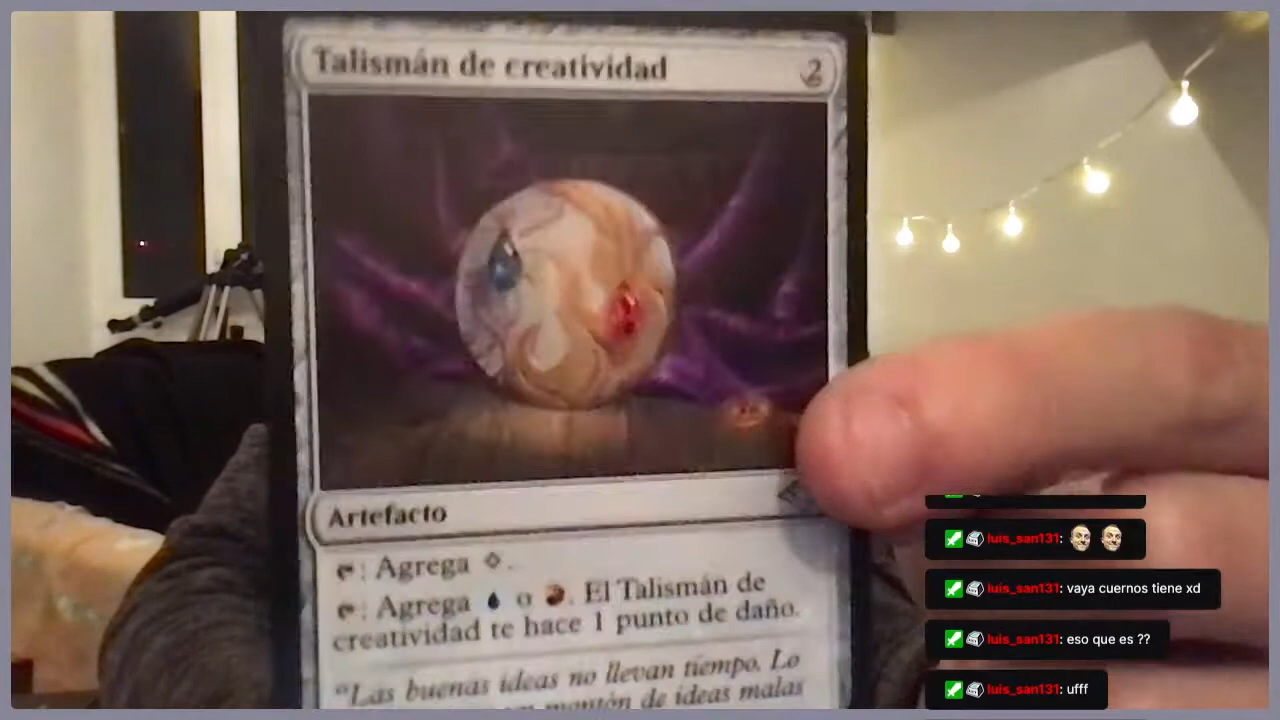 Talismán de creatividad
2
Artefacto
: Agrega .
: Agrega o . El Talismán de
creatividad te hace 1 punto de daño.
“Las buenas ideas no llevan tiempo. Lo
montón de ideas malas
luis_san131:
luis_san131: vaya cuernos tiene xd
luis_san131: eso que es ??
luis_san131: ufff